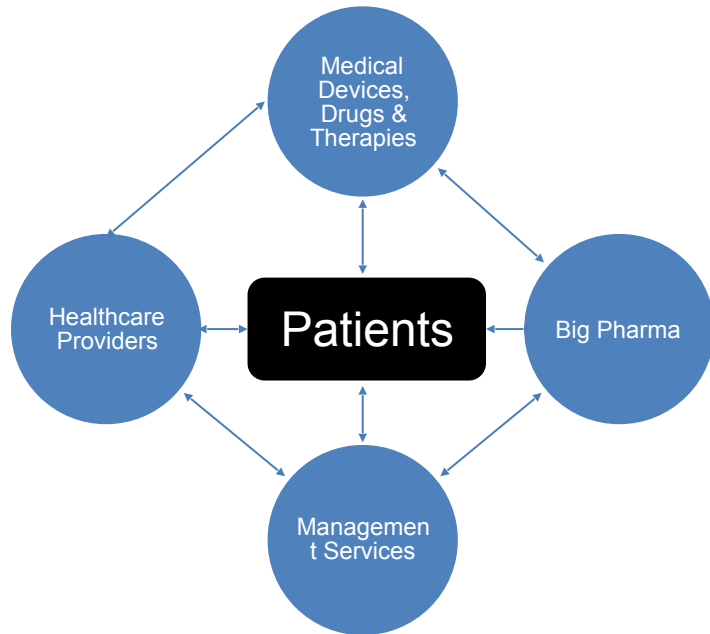 Medical
Devices,
Drugs &
Therapies
Healthcare
Providers
Patients
Big Pharma
Managemen
t Services